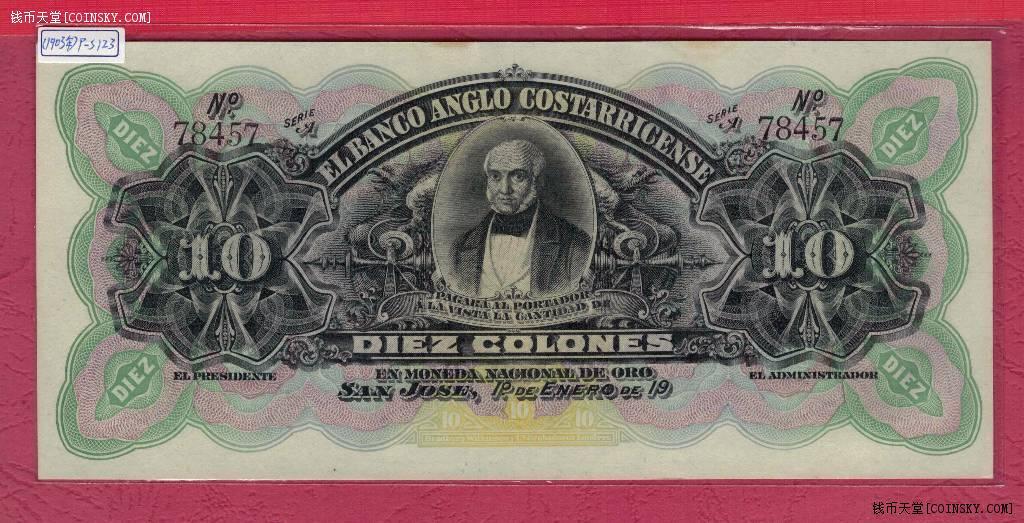 钱币天堂[COINSKY.COM]
(1903年)P-S123
DIEZ
Nº 78457
SERIE A
SERIE A
Nº 78457
DIEZ
EL BANCO ANGLO COSTARRICENSE
10
10
PAGARA AL PORTADOR
A LA VISTA LA CANTIDAD DE
DIEZ COLONES
EL PRESIDENTE
EN MONEDA NACIONAL DE ORO
EL ADMINISTRADOR
SAN JOSE, 1º DE ENERO DE 19
DIEZ
DIEZ
10 10 10
钱币天堂[COINSKY.COM]